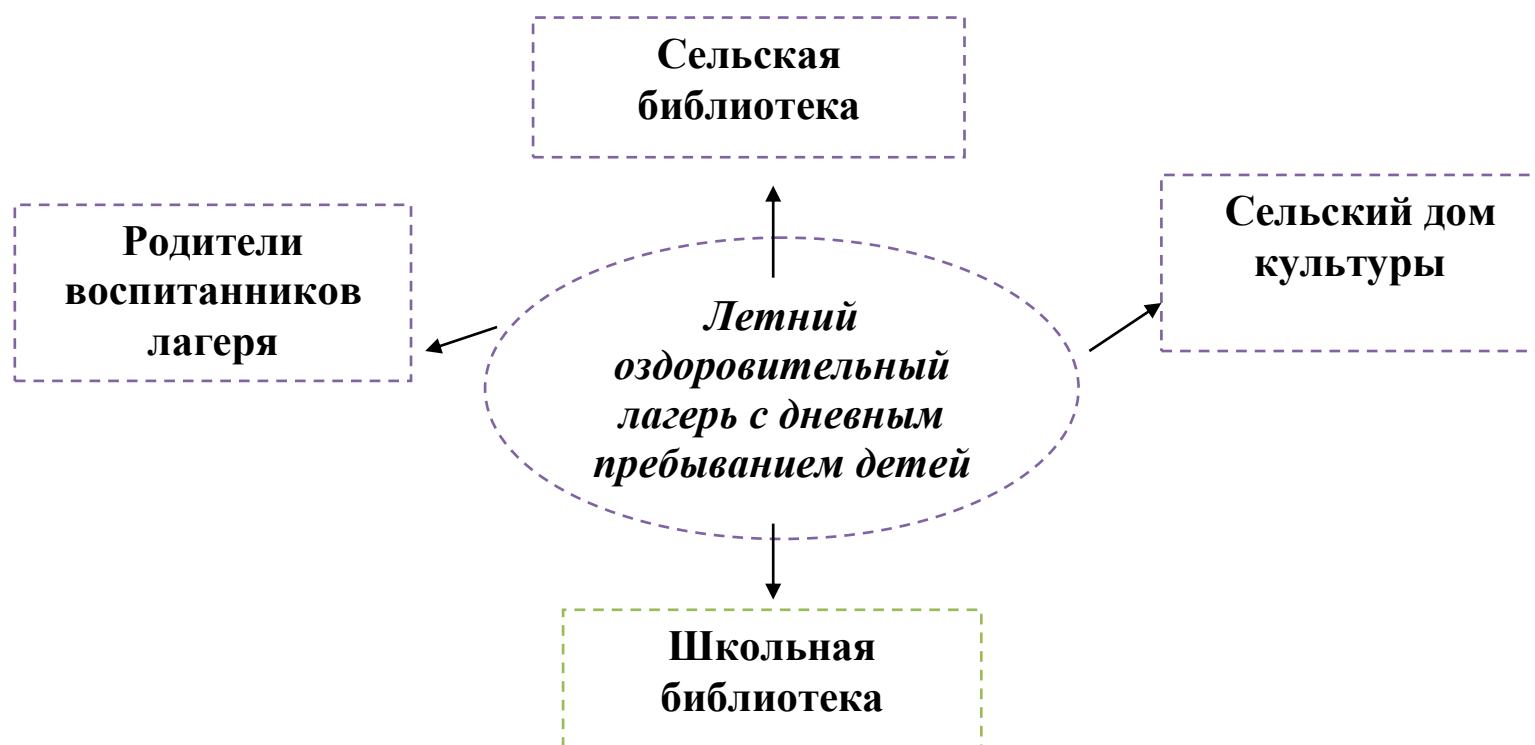 Сельская
библиотека
Сельский дом
культуры
Родители
воспитанников
лагеря
Летний
оздоровительный
лагерь с дневным
пребыванием детей
Школьная
библиотека